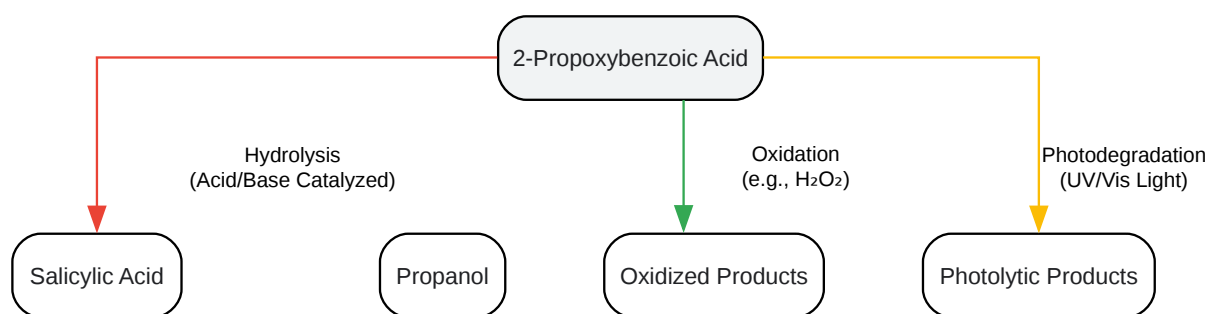 2-Propoxybenzoic Acid
Hydrolysis
(Acid/Base Catalyzed)
Oxidation
(e.g., H₂O₂)
Photodegradation
(UV/Vis Light)
Salicylic Acid
Propanol
Oxidized Products
Photolytic Products